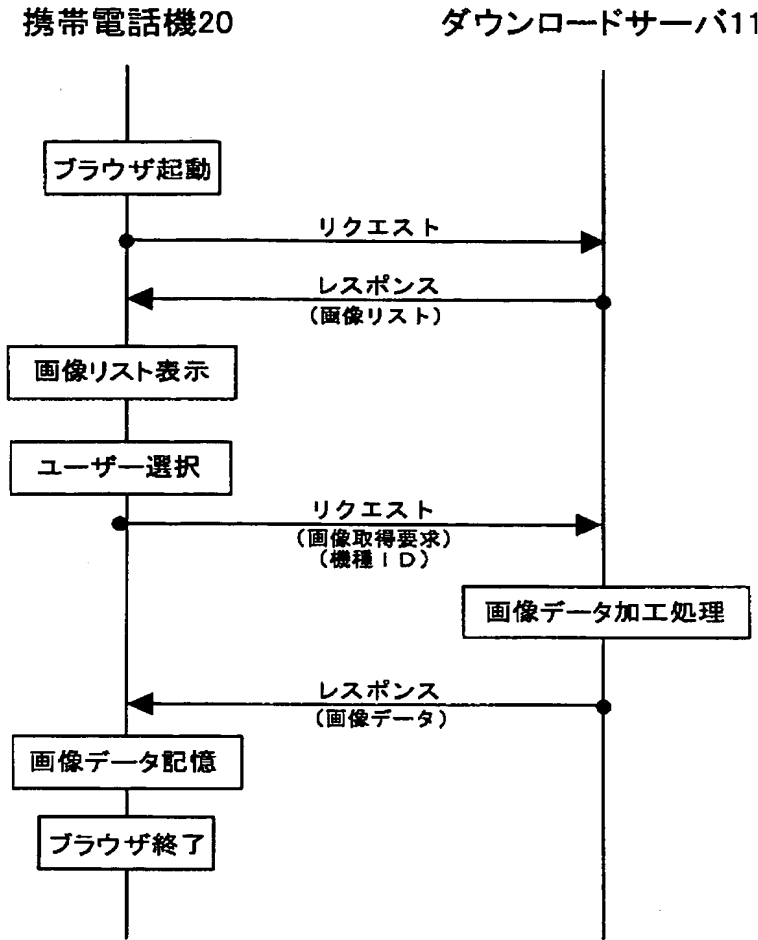 携帯電話機20
ダウンロードサーバ11
ブラウザ起動
リクエスト
レスポンス
(画像リスト)
画像リスト表示
ユーザー選択
リクエスト
(画像取得要求)
(機種ID)
画像データ加工処理
レスポンス
(画像データ)
画像データ記憶
ブラウザ終了